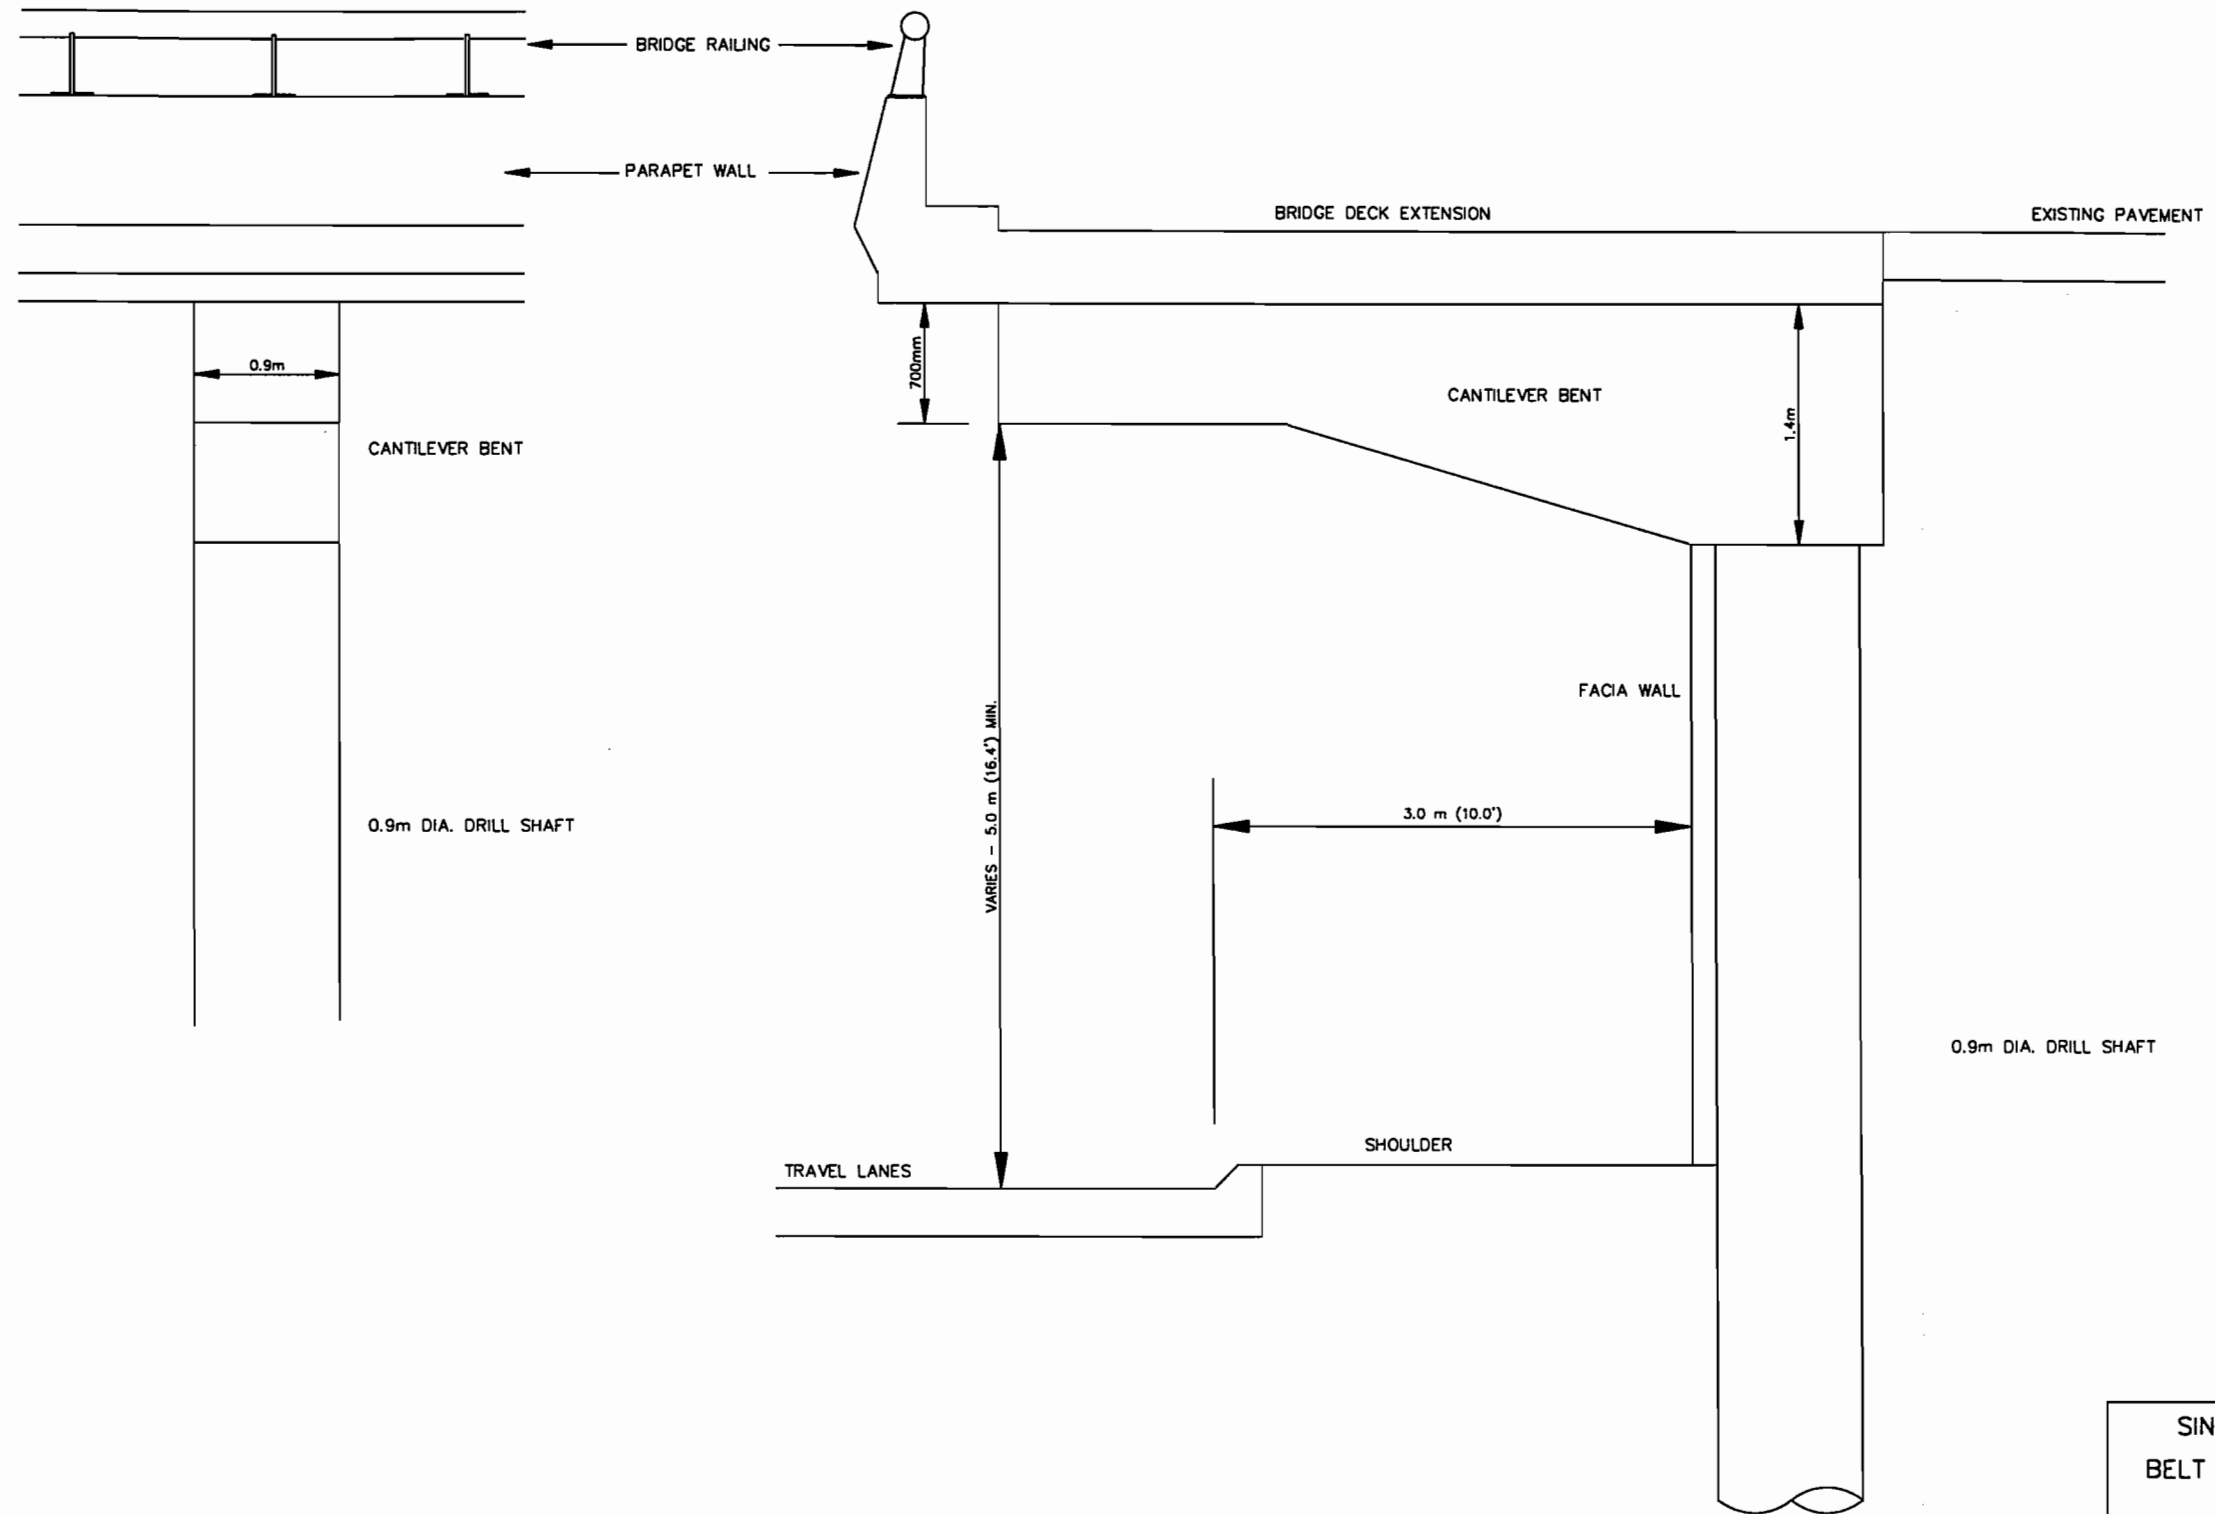 BRIDGE RAILING
PARAPET WALL
BRIDGE DECK EXTENSION
EXISTING PAVEMENT
0.9m
700mm
CANTILEVER BENT
1.4m
CANTILEVER BENT
FACIA WALL
VARIES - 5.0 m (16.4') MIN.
3.0 m (10.0')
0.9m DIA. DRILL SHAFT
0.9m DIA. DRILL SHAFT
SHOULDER
TRAVEL LANES
SIN
BELT